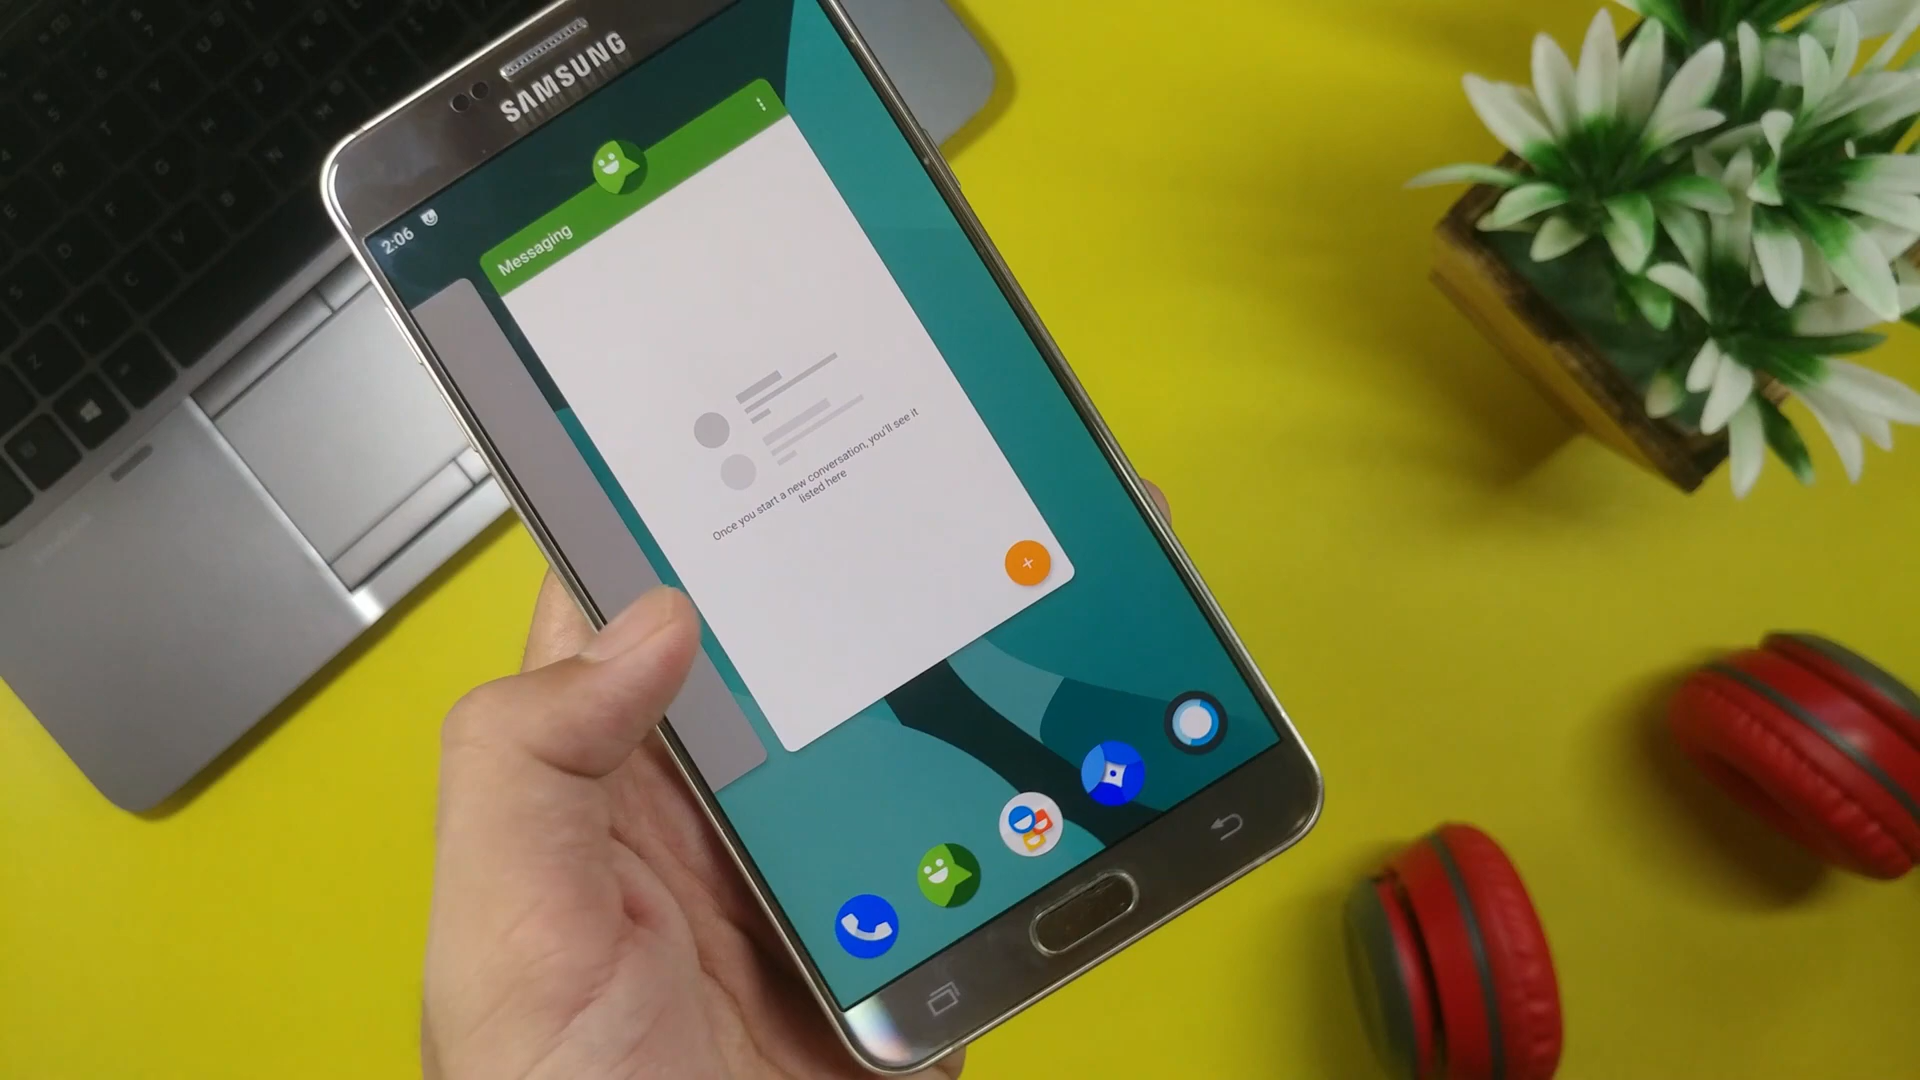 SAMSUNG
2:06
Messaging
Once you start a new conversation, you'll see it
listed here